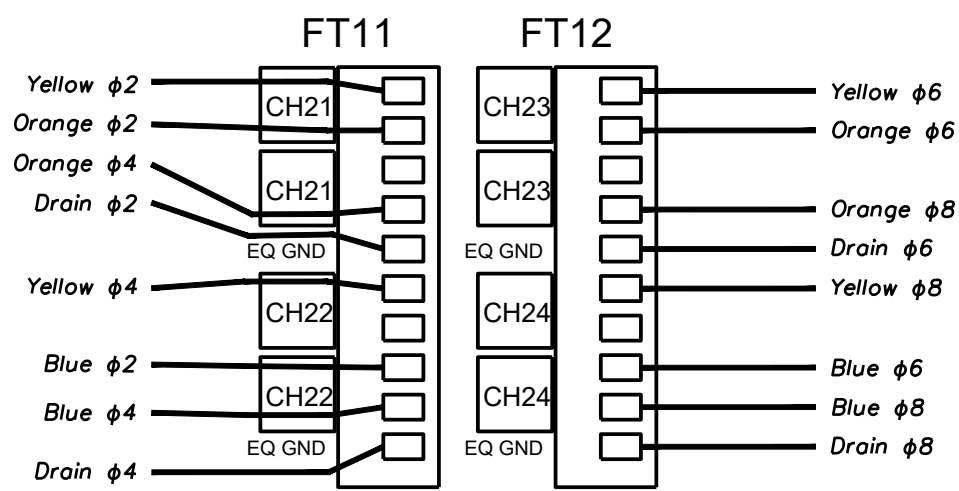 FT11 FT12
Yellow ϕ2
Orange ϕ2
Orange ϕ4
Drain ϕ2
Yellow ϕ4
Blue ϕ2
Blue ϕ4
Drain ϕ4
CH21
CH21
EQ GND
CH22
CH22
EQ GND
CH23
CH23
EQ GND
CH24
CH24
EQ GND
Yellow ϕ6
Orange ϕ6
Orange ϕ8
Drain ϕ6
Yellow ϕ8
Blue ϕ6
Blue ϕ8
Drain ϕ8